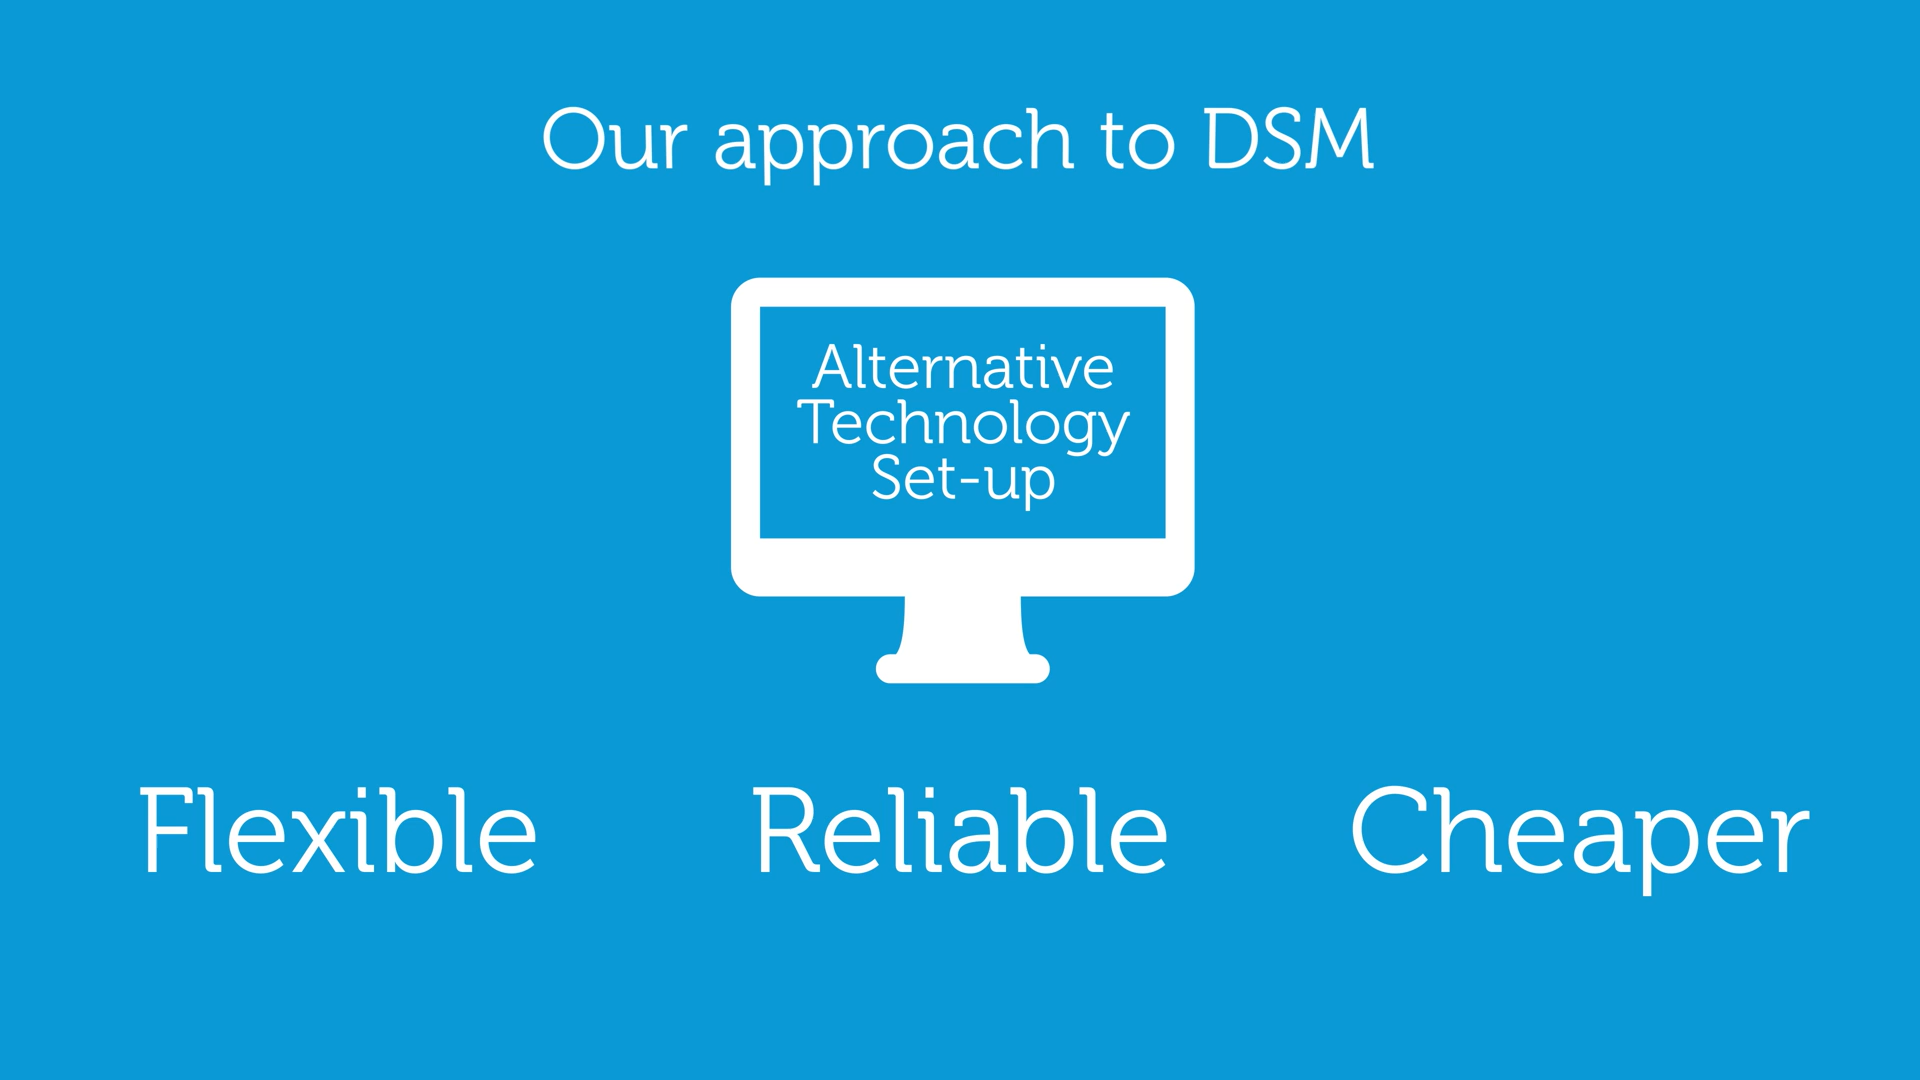 Our approach to DSM
Alternative
Technology
Set-up
Flexible Reliable Cheaper